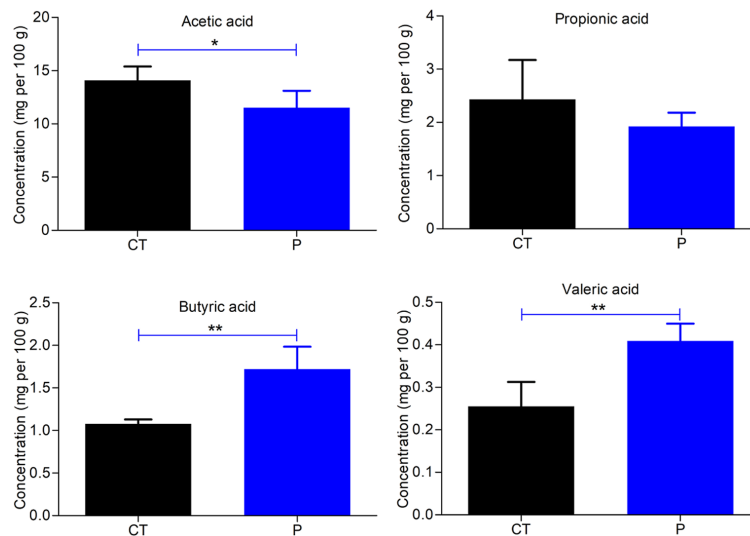 Acetic acid
Concentration (mg per 100 g)
20
15
10
5
0
*
CT
P
Propionic acid
Concentration (mg per 100 g)
4
3
2
1
0
CT
P
Butyric acid
Concentration (mg per 100 g)
2.5
2.0
1.5
1.0
0.5
0.0
**
CT
P
Valeric acid
Concentration (mg per 100 g)
0.5
0.4
0.3
0.2
0.1
0.0
**
CT
P